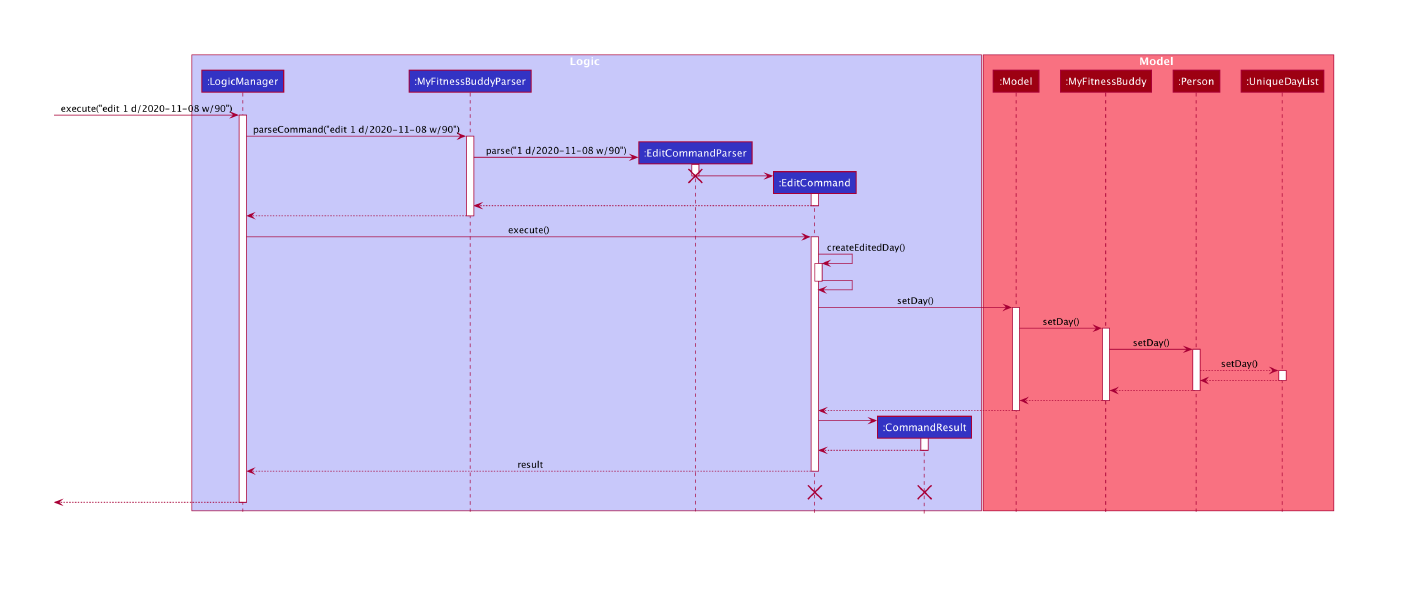 Logic
Model
:LogicManager
:MyFitnessBuddyParser
:Model
:MyFitnessBuddy
:Person
:UniqueDayList
execute("edit 1 d/2020-11-08 w/90")
parseCommand("edit 1 d/2020-11-08 w/90")
parse("1 d/2020-11-08 w/90")
:EditCommandParser
:EditCommand
execute()
createEditedDay()
setDay()
setDay()
setDay()
setDay()
:CommandResult
result